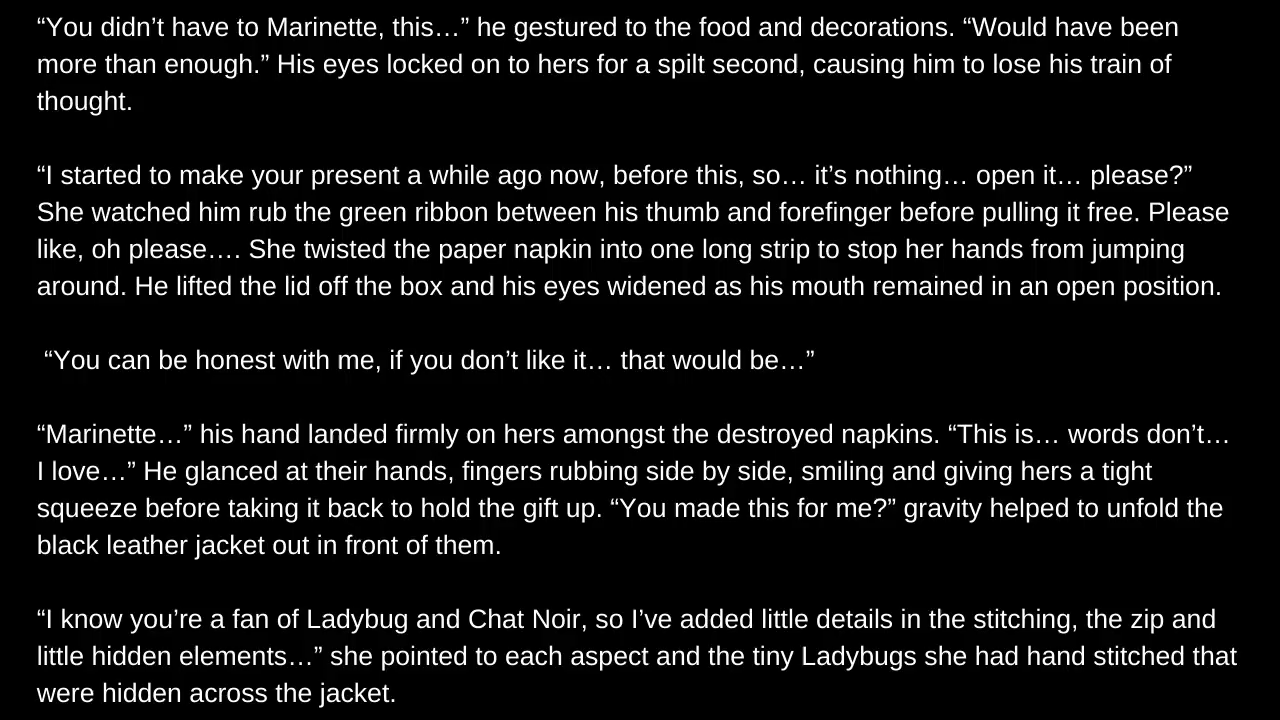 “You didn’t have to Marinette, this…” he gestured to the food and decorations. “Would have been
more than enough.” His eyes locked on to hers for a spilt second, causing him to lose his train of
thought.
“I started to make your present a while ago now, before this, so… it’s nothing… open it… please?”
She watched him rub the green ribbon between his thumb and forefinger before pulling it free. Please
like, oh please…. She twisted the paper napkin into one long strip to stop her hands from jumping
around. He lifted the lid off the box and his eyes widened as his mouth remained in an open position.
“You can be honest with me, if you don’t like it… that would be…”
“Marinette…” his hand landed firmly on hers amongst the destroyed napkins. “This is… words don’t…
I love…” He glanced at their hands, fingers rubbing side by side, smiling and giving hers a tight
squeeze before taking it back to hold the gift up. “You made this for me?” gravity helped to unfold the
black leather jacket out in front of them.
“I know you’re a fan of Ladybug and Chat Noir, so I’ve added little details in the stitching, the zip and
little hidden elements…” she pointed to each aspect and the tiny Ladybugs she had hand stitched that
were hidden across the jacket.